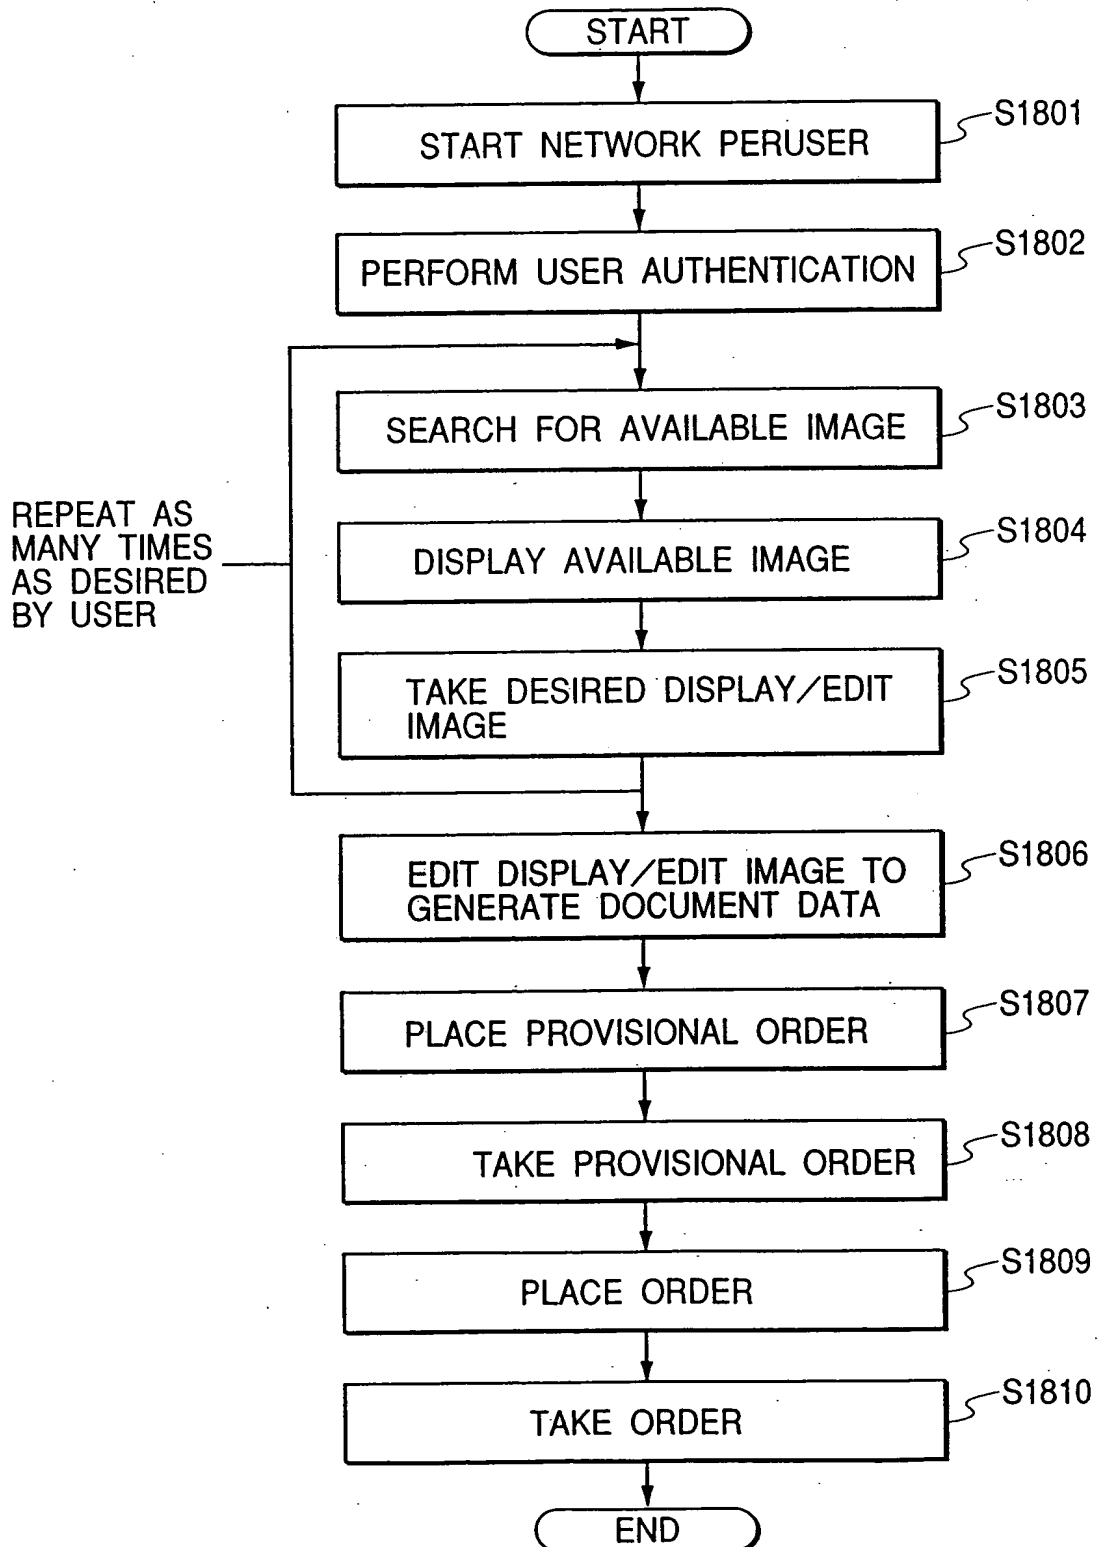 START
START NETWORK PERUSER
S1801
PERFORM USER AUTHENTICATION
S1802
SEARCH FOR AVAILABLE IMAGE
S1803
DISPLAY AVAILABLE IMAGE
S1804
REPEAT AS
MANY TIMES
AS DESIRED
BY USER
TAKE DESIRED DISPLAY/EDIT
IMAGE
S1805
EDIT DISPLAY/EDIT IMAGE TO
GENERATE DOCUMENT DATA
S1806
PLACE PROVISIONAL ORDER
S1807
TAKE PROVISIONAL ORDER
S1808
PLACE ORDER
S1809
TAKE ORDER
S1810
END